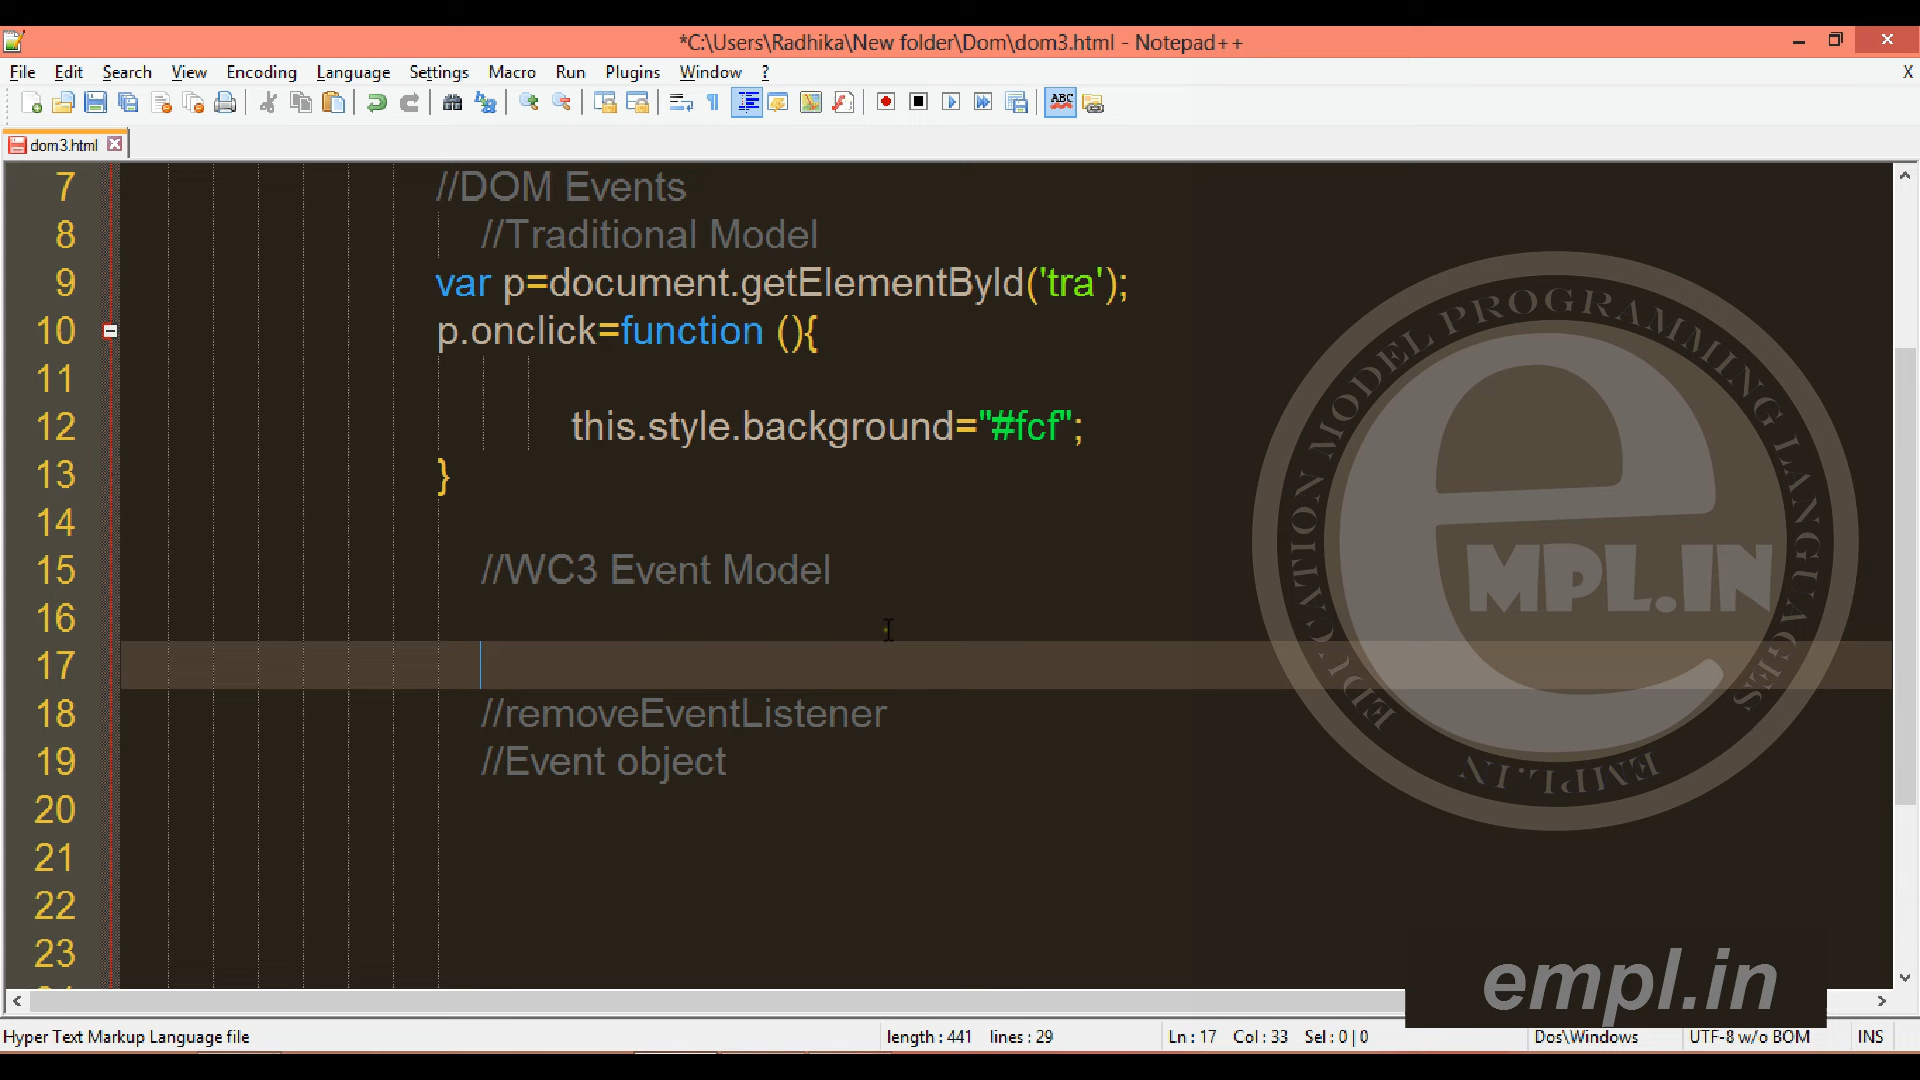 *C:\Users\Radhika\New folder\Dom\dom3.html - Notepad++
File Edit Search View Encoding Language Settings Macro Run Plugins Window ? X
ABC
dom3.html
7 //DOM Events
8 //Traditional Model
9 var p=document.getElementById('tra');
10 p.onclick=function (){
11
12 this.style.background="#fcf";
13 }
14
15 //WC3 Event Model
16
17
18 //removeEventListener
19 //Event object
20
21
22
23
EDUCATION MODEL PROGRAMMING LANGUAGES
eMPL.IN
EMPL.IN
empl.in
Hyper Text Markup Language file length : 441 lines : 29 Ln : 17 Col : 33 Sel : 0 | 0 Dos\Windows UTF-8 w/o BOM INS